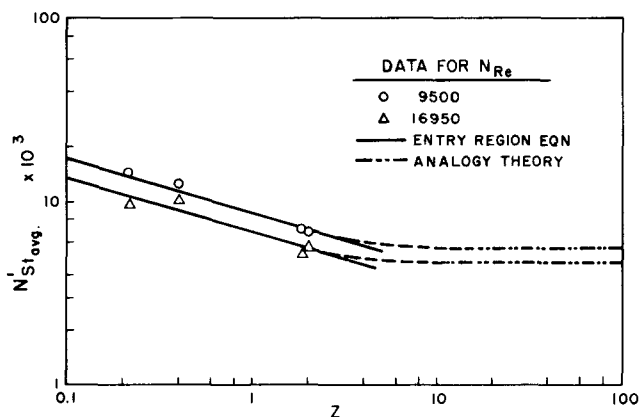 100
DATA FOR N_Re
○ 9500
△ 16950
ENTRY REGION EQN
ANALOGY THEORY
N'St avg. × 10³
10
1
0.1
1
10
100
Z